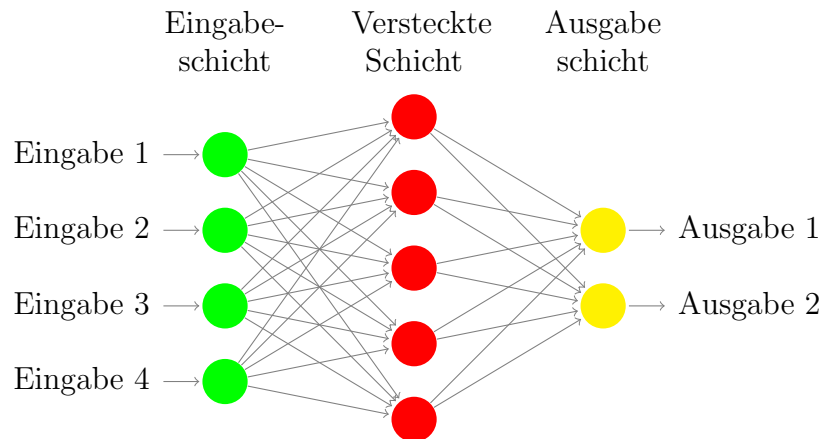 Eingabe-
schicht
Versteckte
Schicht
Ausgabe
schicht
Eingabe 1
Eingabe 2
Eingabe 3
Eingabe 4
Ausgabe 1
Ausgabe 2